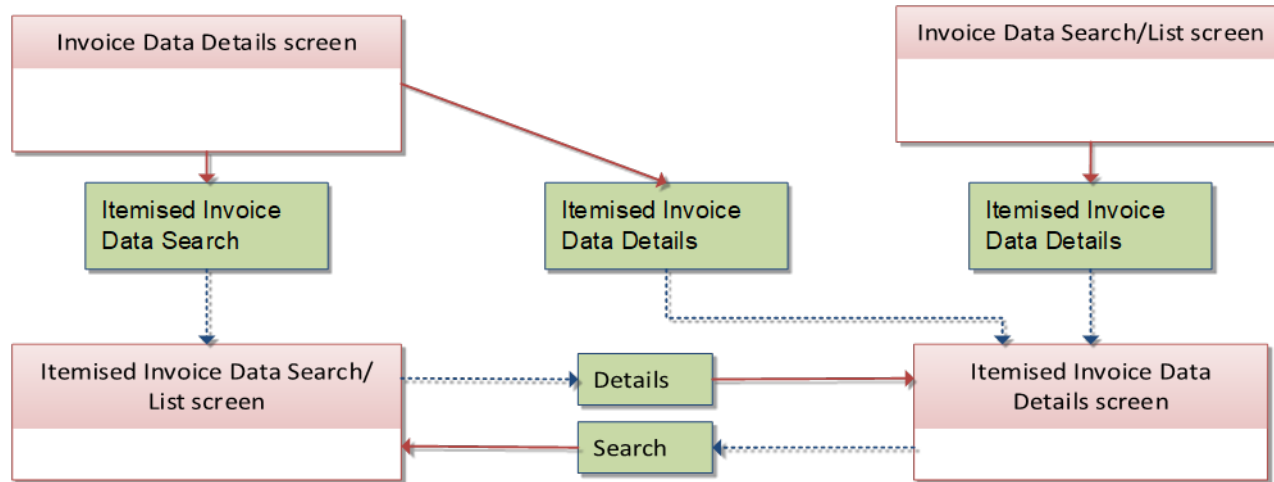 Invoice Data Details screen
Invoice Data Search/List screen
Itemised Invoice
Data Search
Itemised Invoice
Data Details
Itemised Invoice
Data Details
Itemised Invoice Data Search/
List screen
Details
Search
Itemised Invoice Data
Details screen